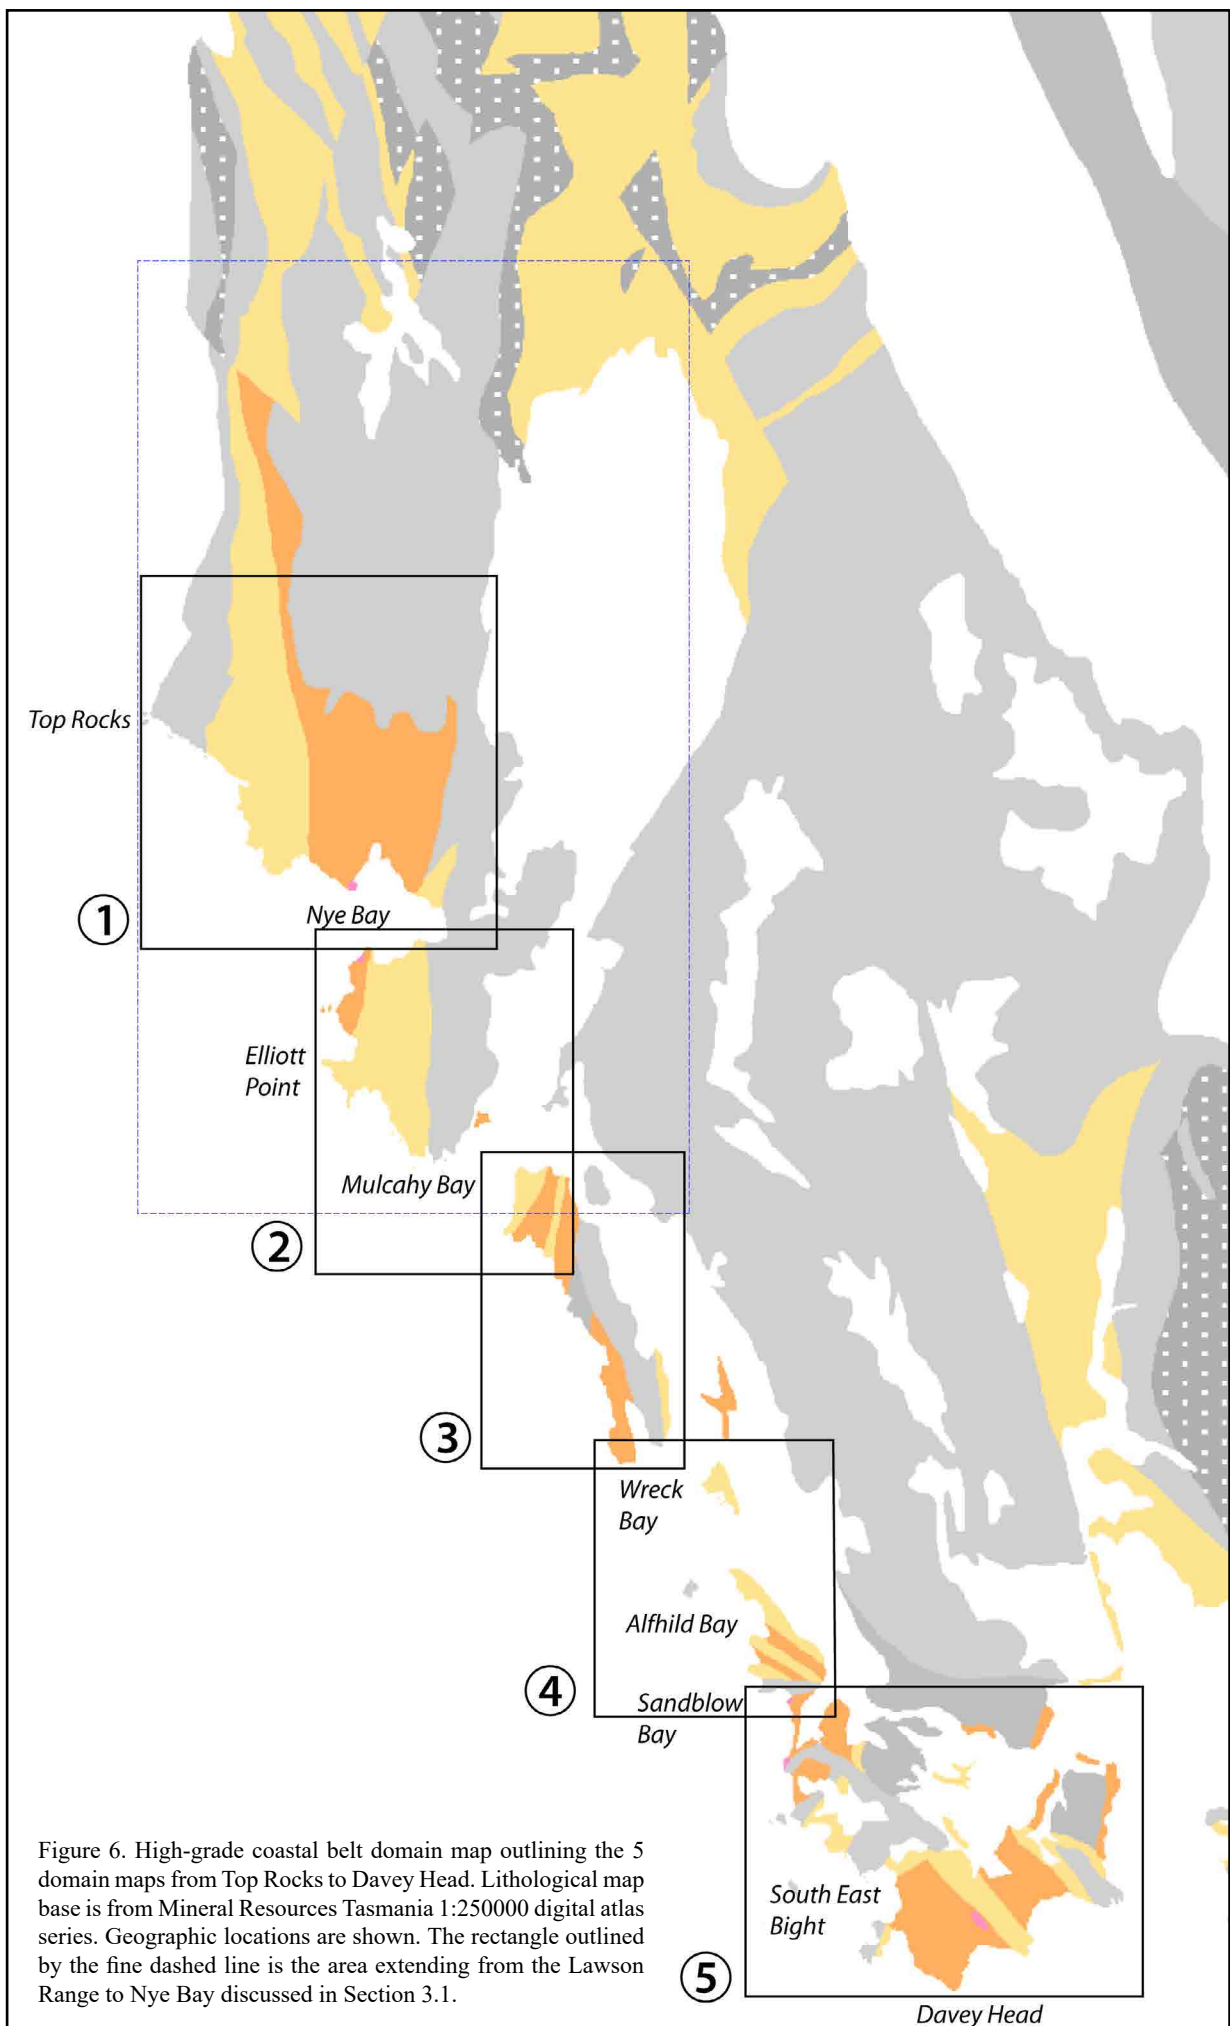 Top Rocks
①
Nye Bay
Elliott
Point
Mulcahy Bay
②
③
Wreck
Bay
Alfhild Bay
④
Sandblow
Bay
South East
Bight
⑤
Davey Head
Figure 6. High-grade coastal belt domain map outlining the 5
domain maps from Top Rocks to Davey Head. Lithological map
base is from Mineral Resources Tasmania 1:250000 digital atlas
series. Geographic locations are shown. The rectangle outlined
by the fine dashed line is the area extending from the Lawson
Range to Nye Bay discussed in Section 3.1.